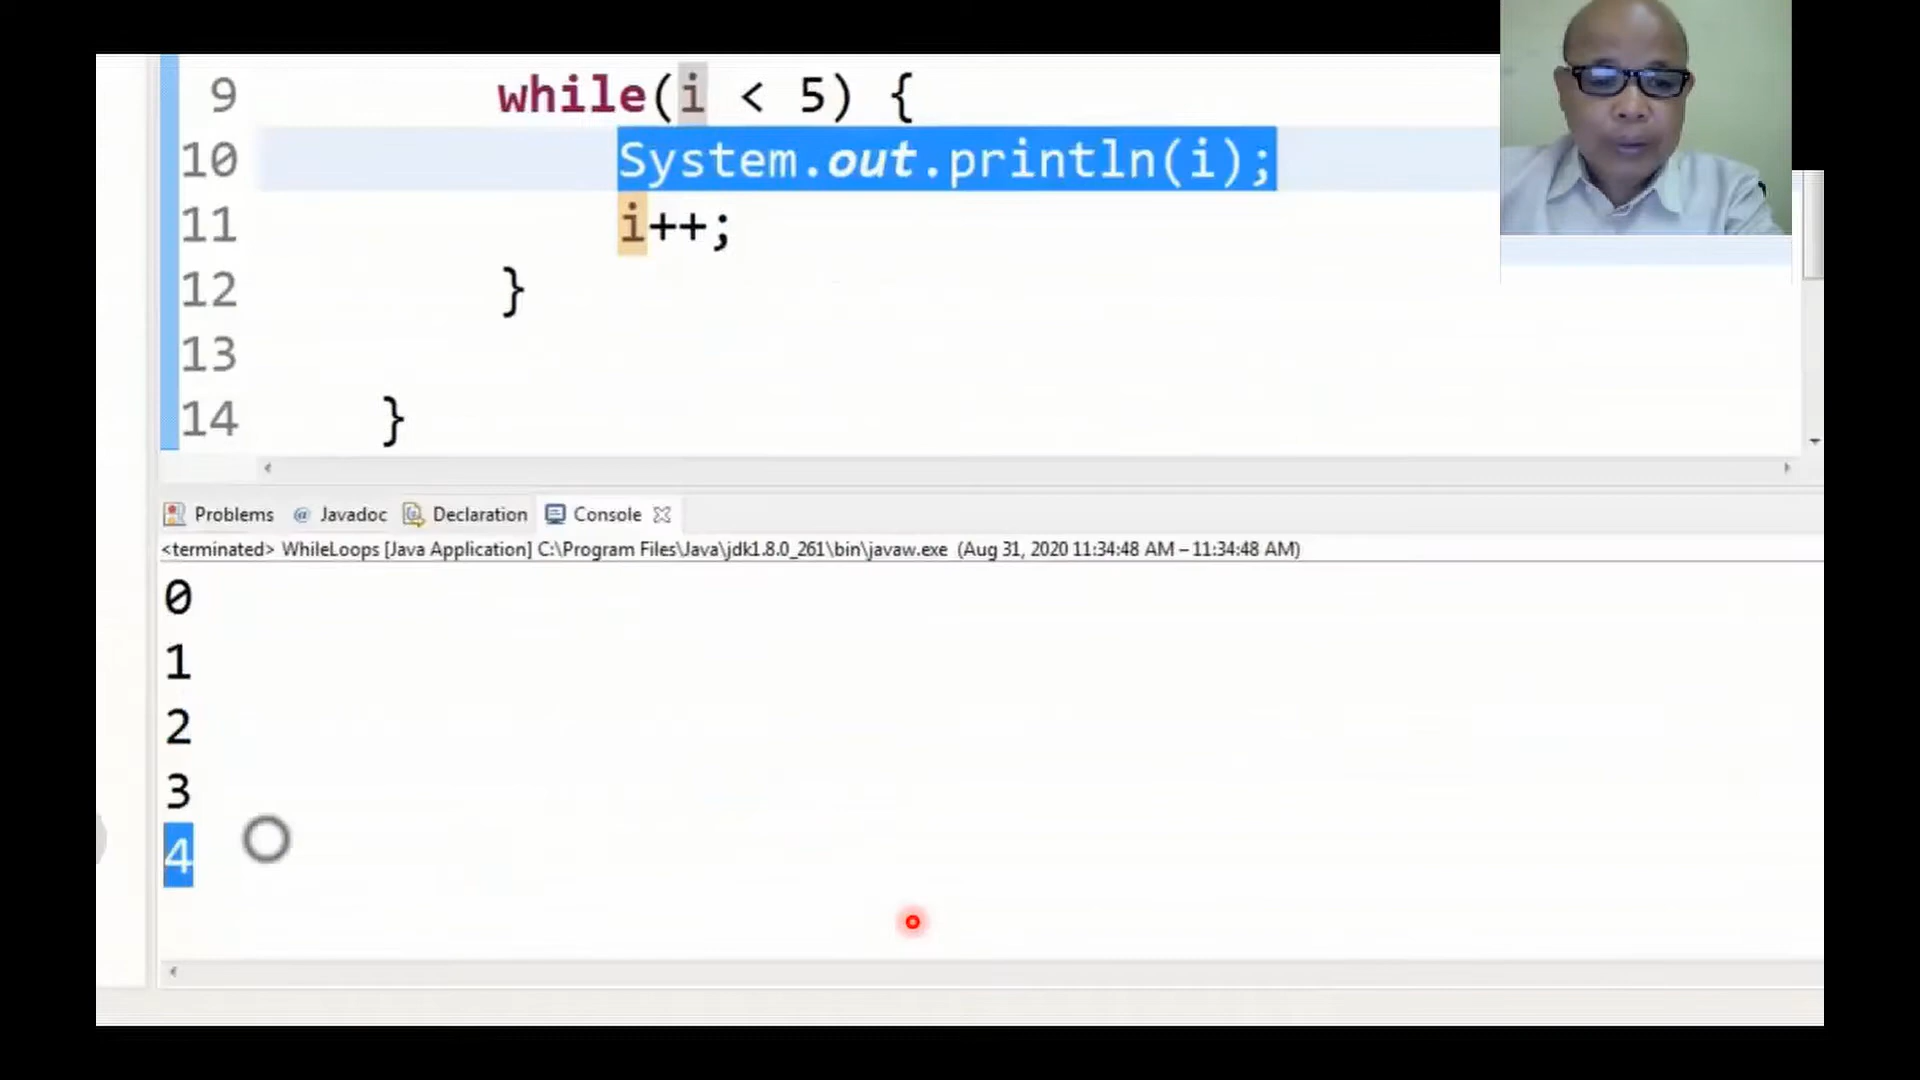 9 while(i < 5) {
10 System.out.println(i);
11 i++;
12 }
13
14 }
Problems @ Javadoc Declaration Console
<terminated> WhileLoops [Java Application] C:\Program Files\Java\jdk1.8.0_261\bin\javaw.exe (Aug 31, 2020 11:34:48 AM – 11:34:48 AM)
0
1
2
3
4